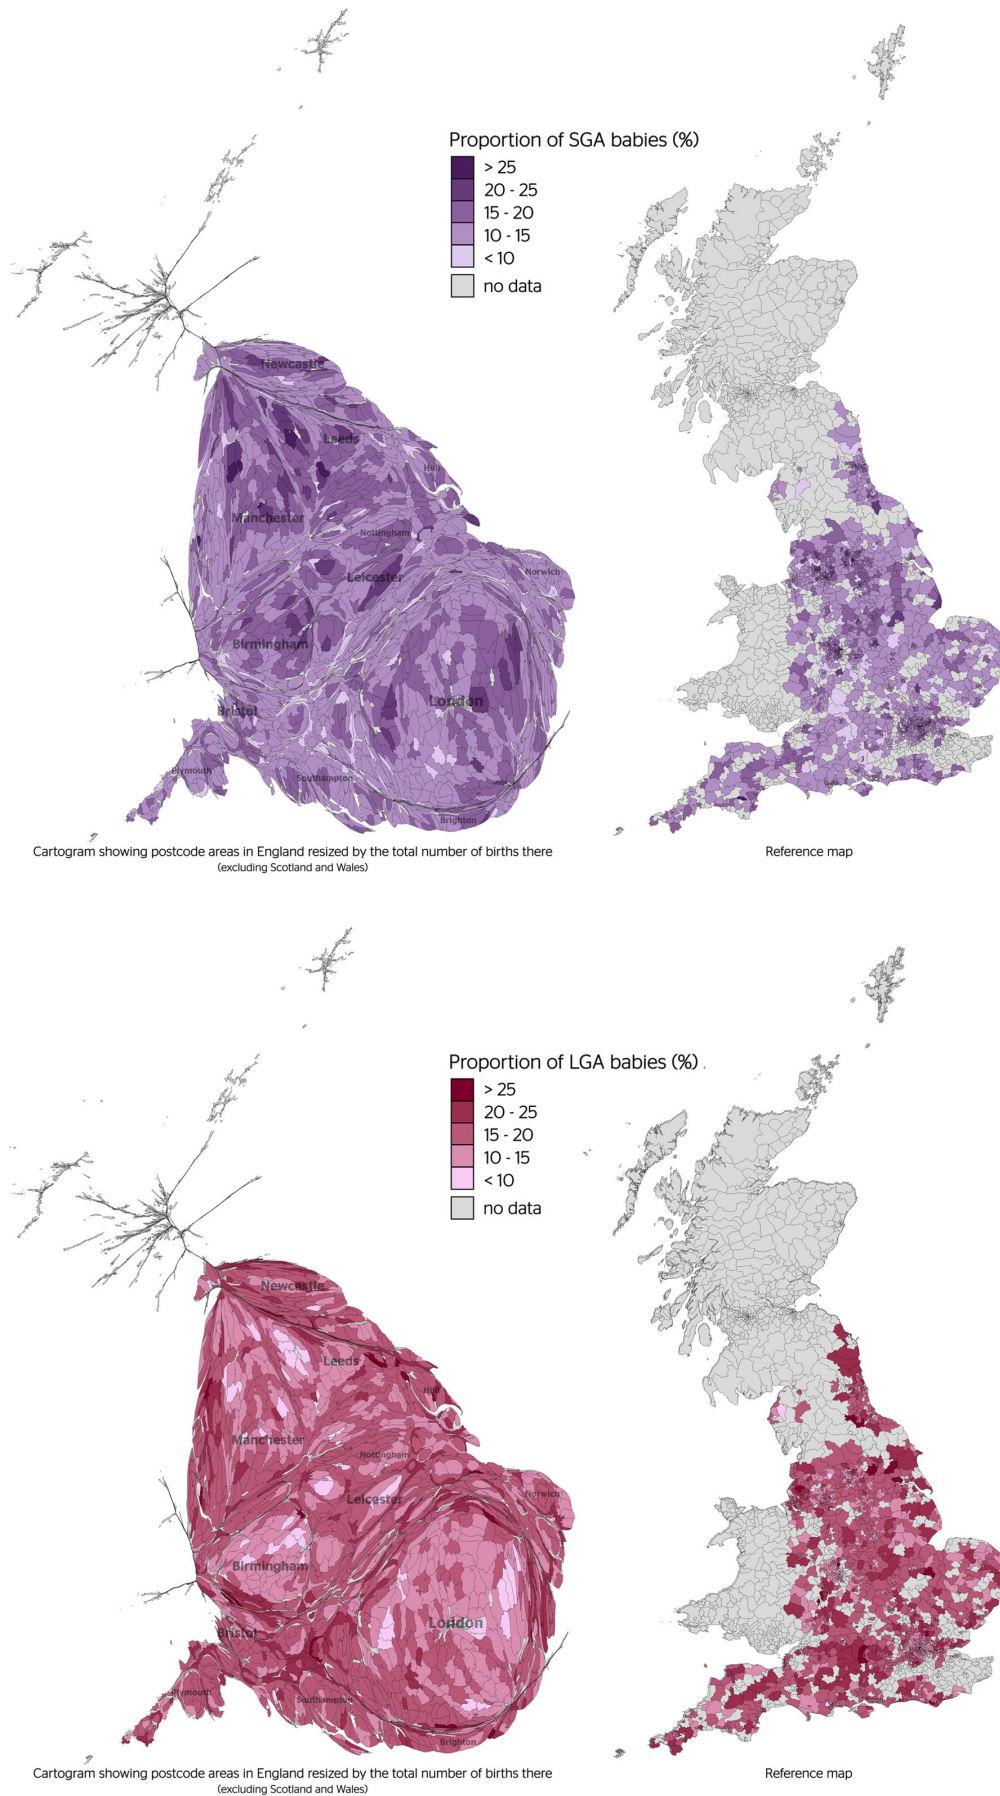 Proportion of SGA babies (%)
> 25
20 - 25
15 - 20
10 - 15
< 10
no data
Newcastle
Leeds
Hull
Manchester
Nottingham
Leicester
Norwich
Birmingham
London
Bristol
Plymouth
Southampton
Brighton
Cartogram showing postcode areas in England resized by the total number of births there
(excluding Scotland and Wales)
Reference map
Proportion of LGA babies (%)
> 25
20 - 25
15 - 20
10 - 15
< 10
no data
Newcastle
Leeds
Hull
Manchester
Nottingham
Leicester
Norwich
Birmingham
London
Bristol
Plymouth
Southampton
Brighton
Cartogram showing postcode areas in England resized by the total number of births there
(excluding Scotland and Wales)
Reference map